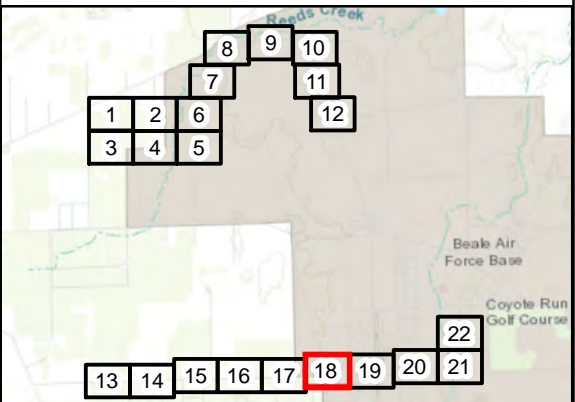 Reeds Creek
8 9 10
7 11
1 2 6 12
3 4 5
Beale Air
Force Base
Coyote Run
Golf Course
22
13 14 15 16 17 18 19 20 21